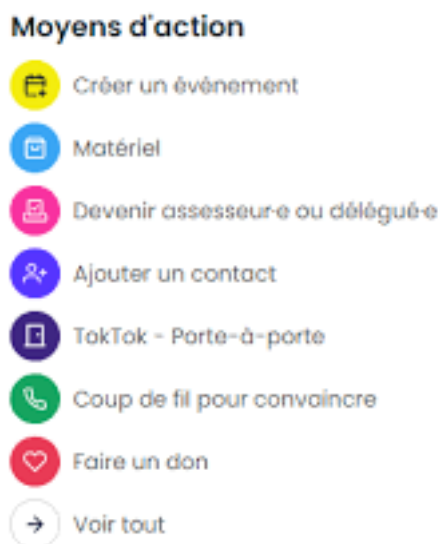 Moyens d'action
Créer un événement
Matériel
Devenir assesseur·e ou délégué·e
Ajouter un contact
TokTok - Porte-à-porte
Coup de fil pour convaincre
Faire un don
Voir tout